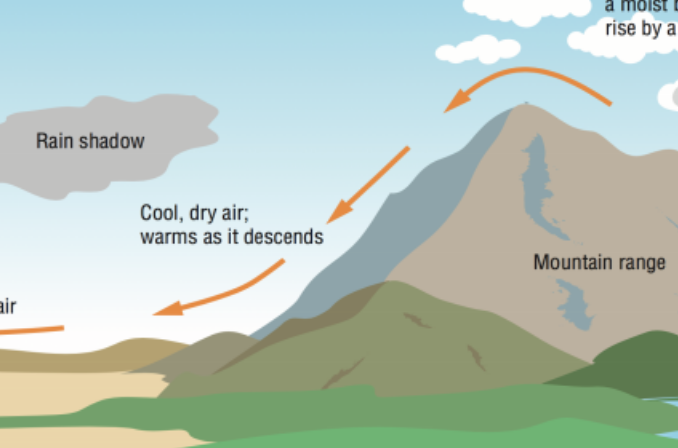 a moist
rise by a
Rain shadow
Cool, dry air;
warms as it descends
Mountain range
air